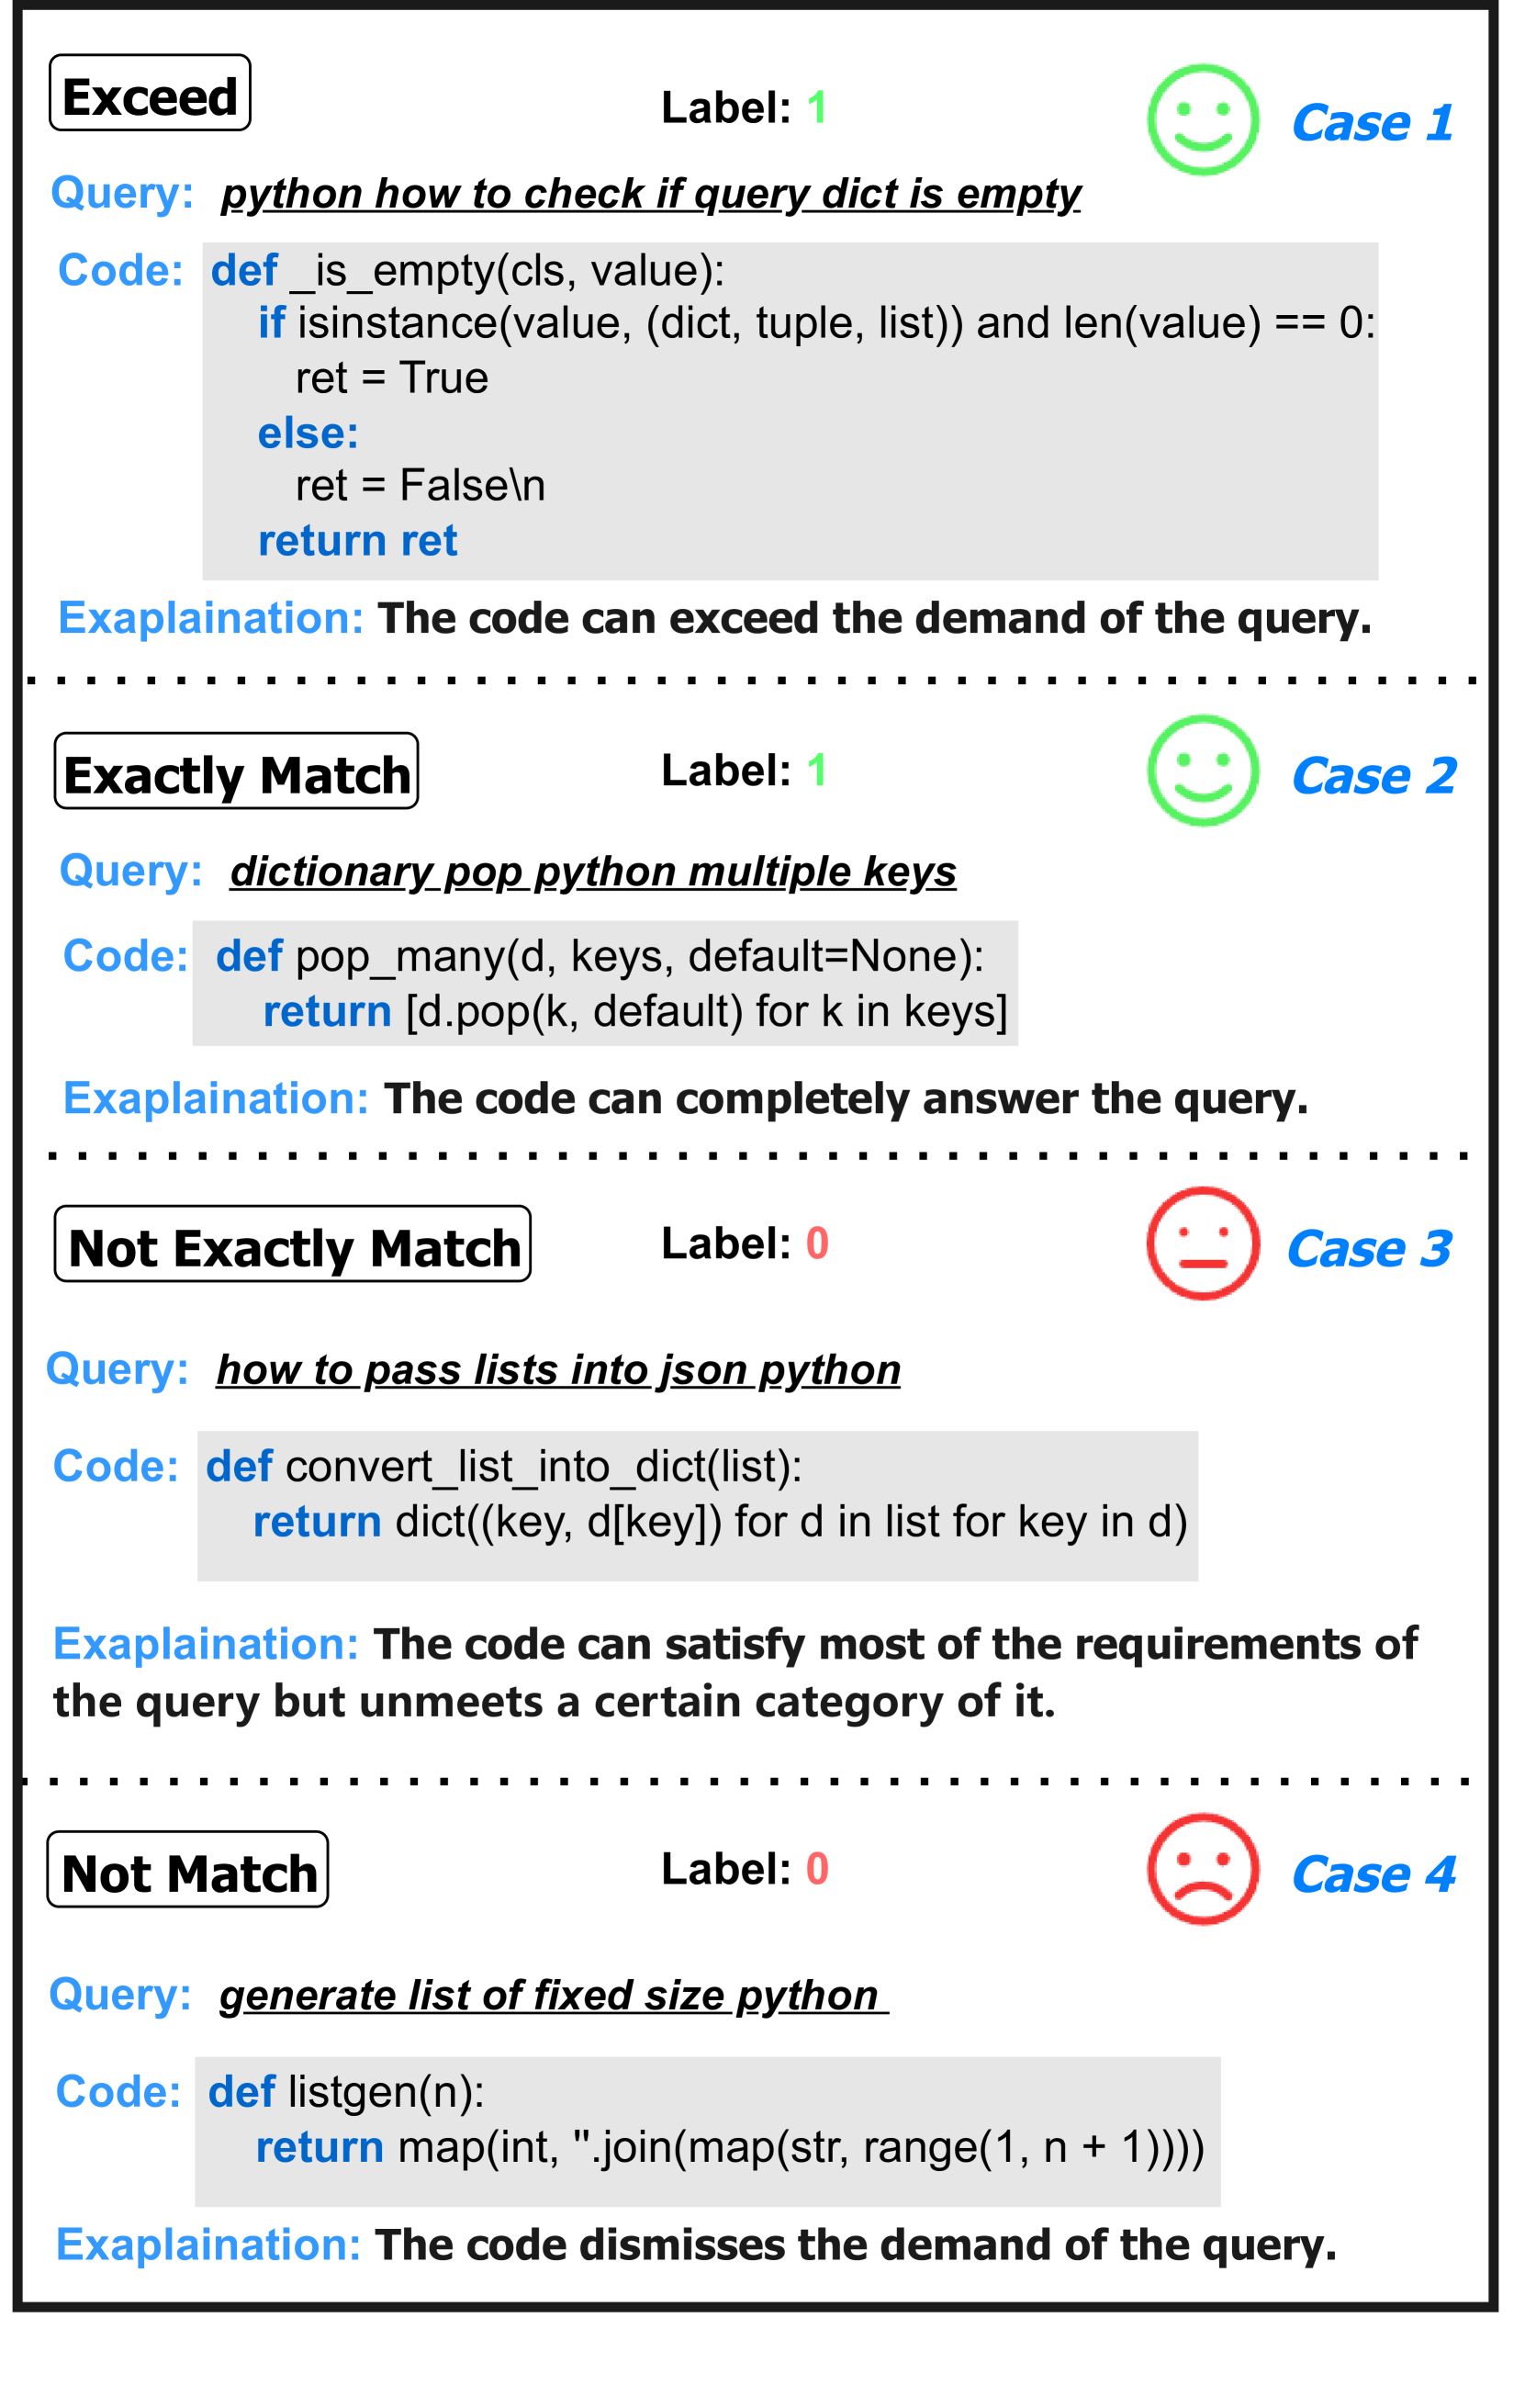 Exceed
Label: 1
Case 1
Query: python how to check if query dict is empty
Code: def _is_empty(cls, value):
if isinstance(value, (dict, tuple, list)) and len(value) == 0:
ret = True
else:
ret = False\n
return ret
Exaplaination: The code can exceed the demand of the query.
Exactly Match
Label: 1
Case 2
Query: dictionary pop python multiple keys
Code: def pop_many(d, keys, default=None):
return [d.pop(k, default) for k in keys]
Exaplaination: The code can completely answer the query.
Not Exactly Match
Label: 0
Case 3
Query: how to pass lists into json python
Code: def convert_list_into_dict(list):
return dict((key, d[key]) for d in list for key in d)
Exaplaination: The code can satisfy most of the requirements of
the query but unmeets a certain category of it.
Not Match
Label: 0
Case 4
Query: generate list of fixed size python
Code: def listgen(n):
return map(int, ''.join(map(str, range(1, n + 1))))
Exaplaination: The code dismisses the demand of the query.